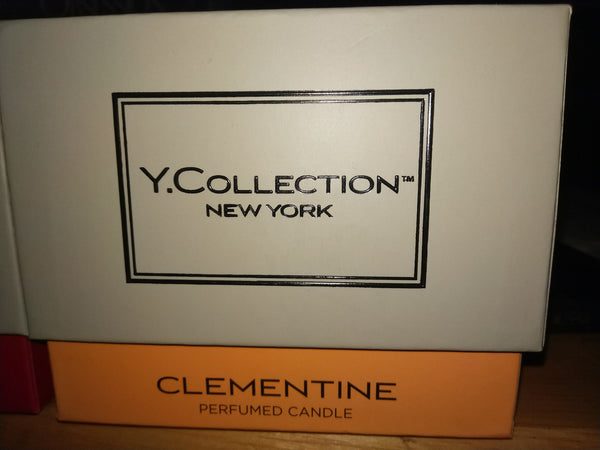 Y.COLLECTION™
NEW YORK
CLEMENTINE
PERFUMED CANDLE